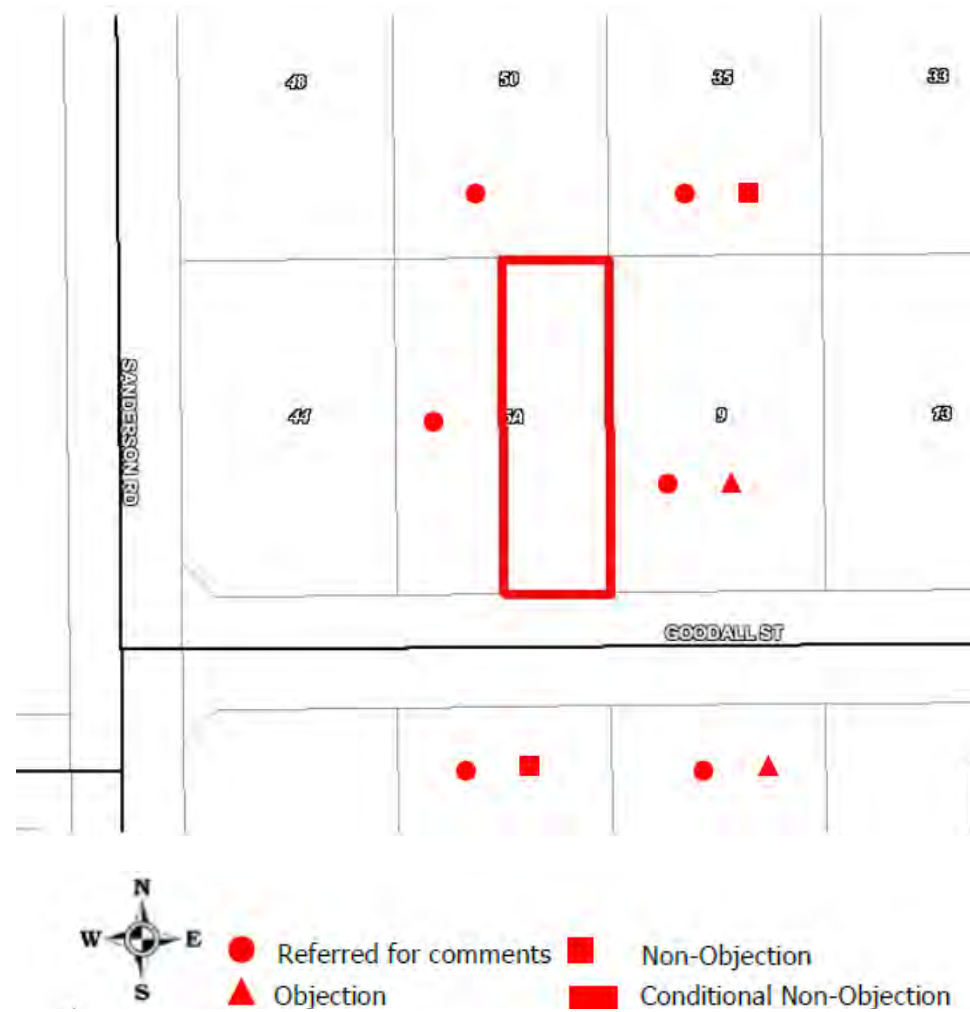 48 50 35 33
SANDERSON RD
44 5A 9 13
GOODALL ST
N
W E
S
Referred for comments Non-Objection
Objection Conditional Non-Objection